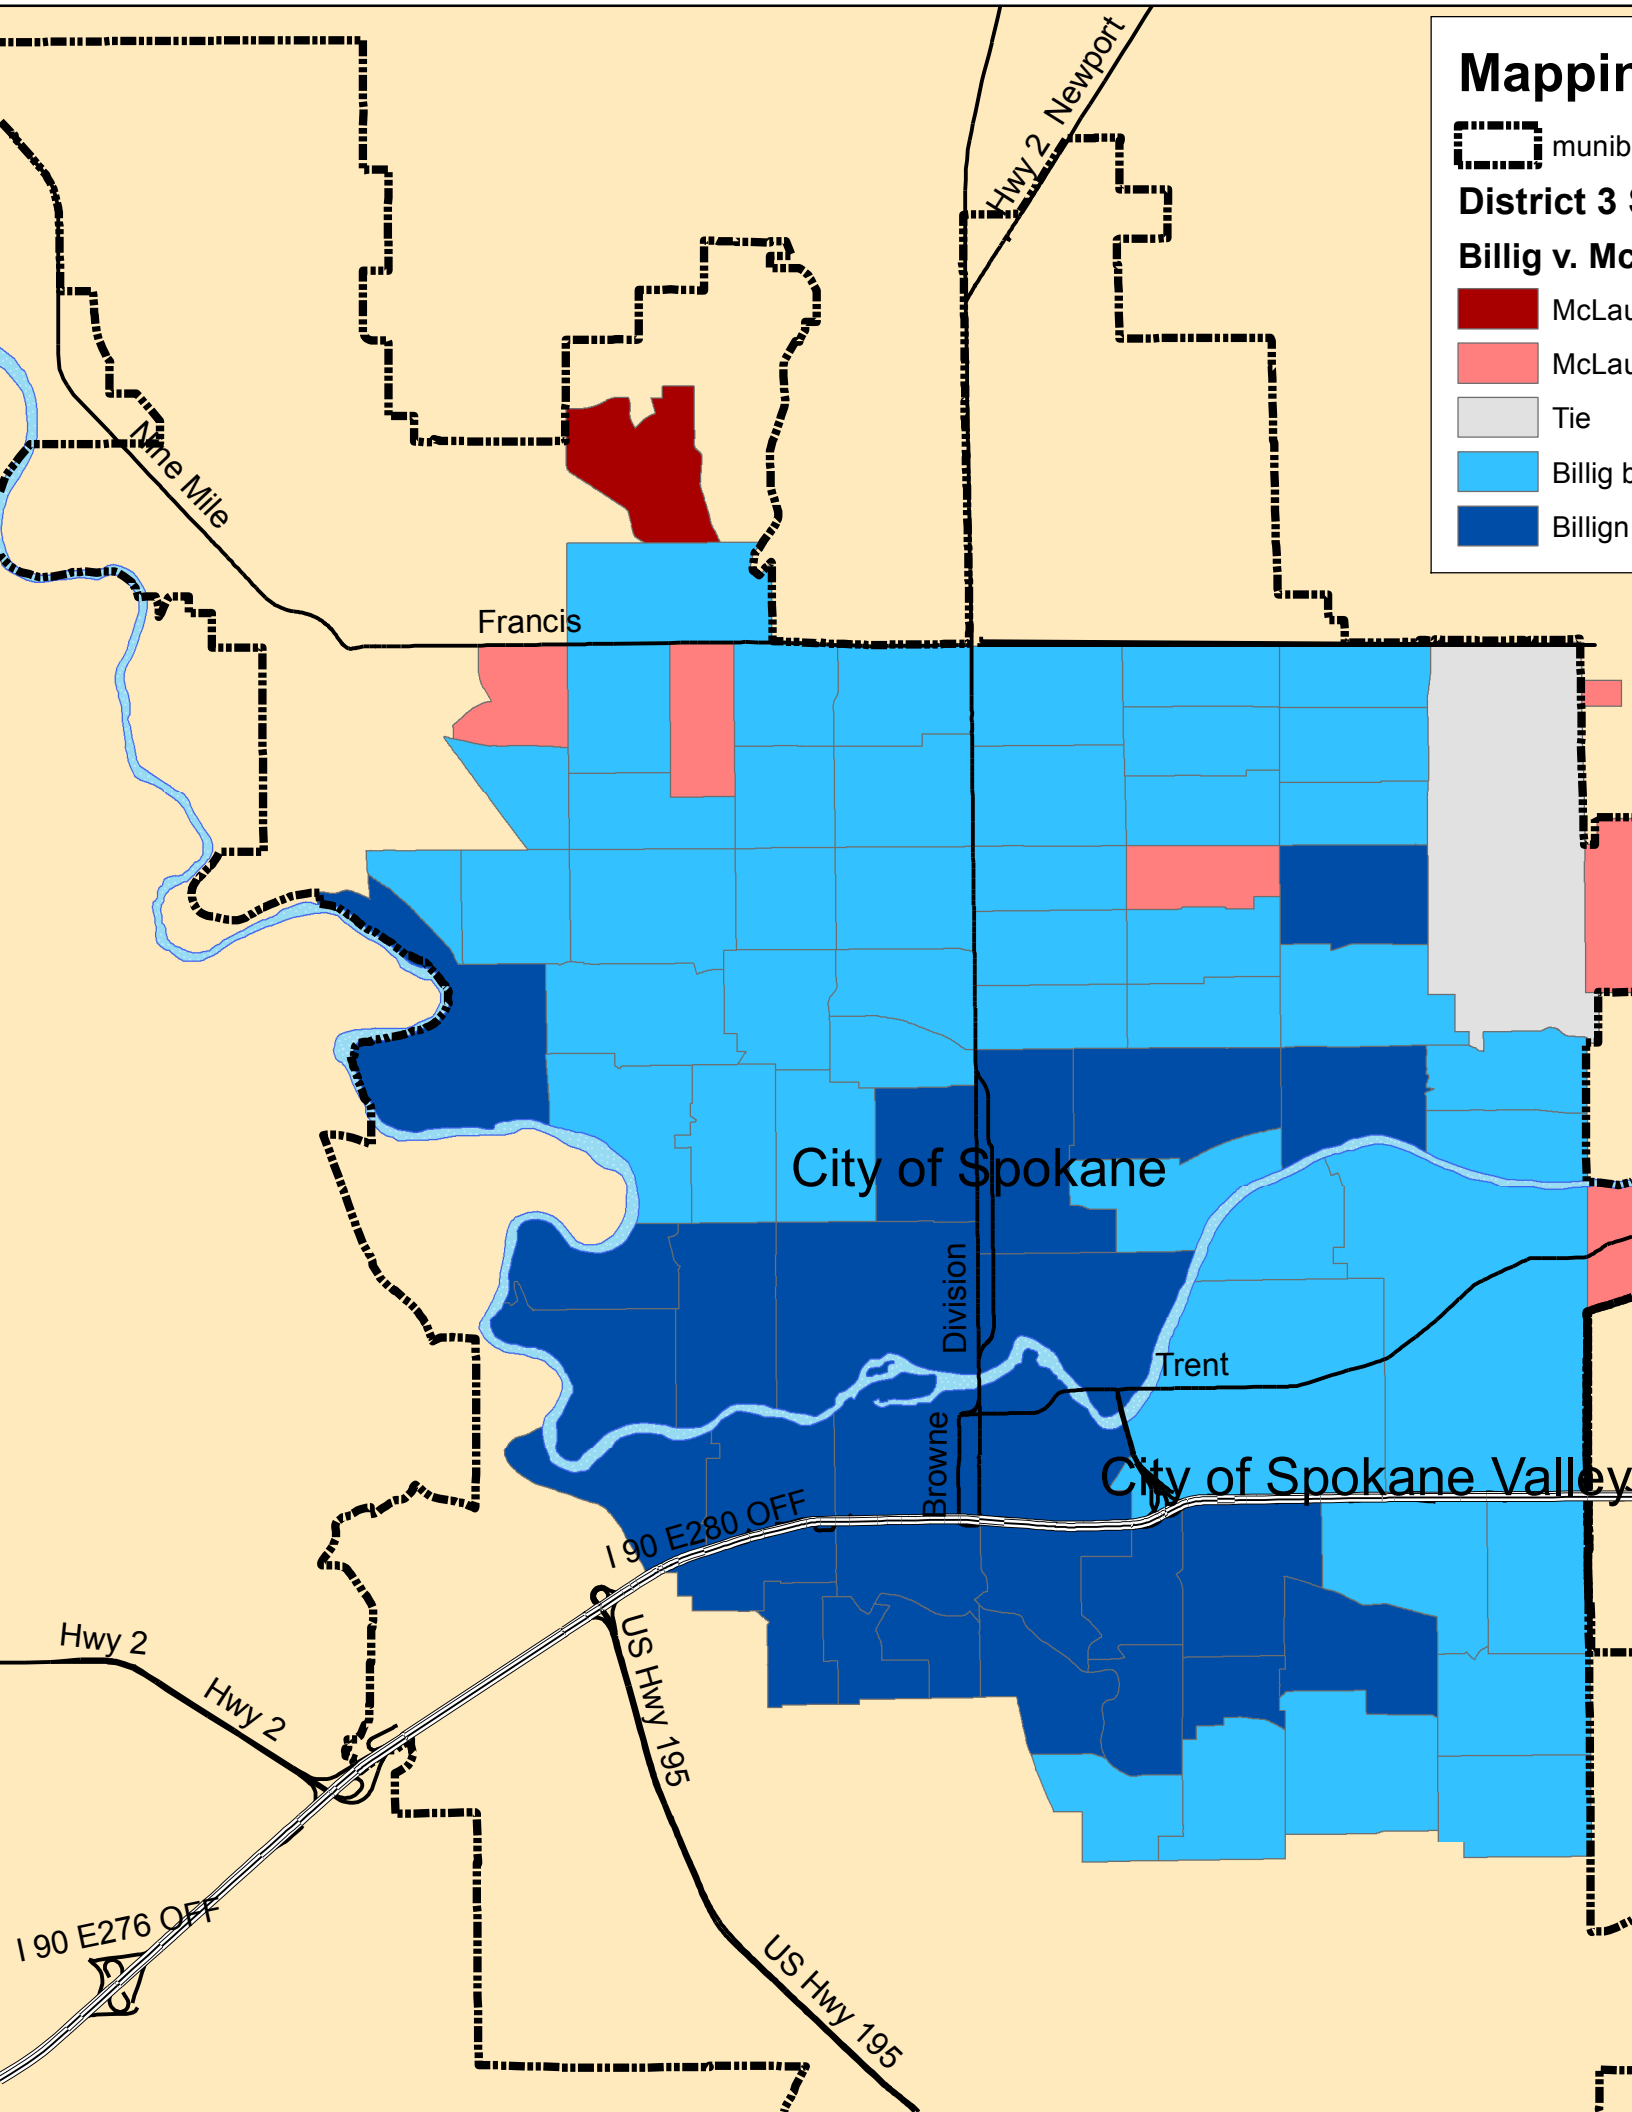 Mappin
munib
District 3 S
Billig v. Mc
McLau
McLau
Tie
Billig b
Billign
Hwy 2 Newport
Nine Mile
Francis
City of Spokane
Division
Trent
Browne
City of Spokane Valley
I 90 E280 OFF
US Hwy 195
Hwy 2
Hwy 2
I 90 E276 OFF
US Hwy 195